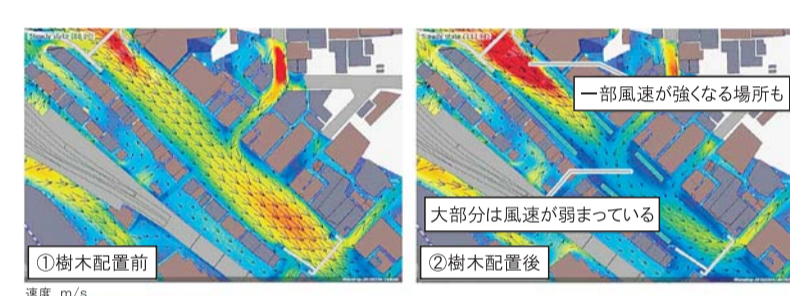 一部風速が強くなる場所も
大部分は風速が弱まっている
①樹木配置前
②樹木配置後
速度 m/s